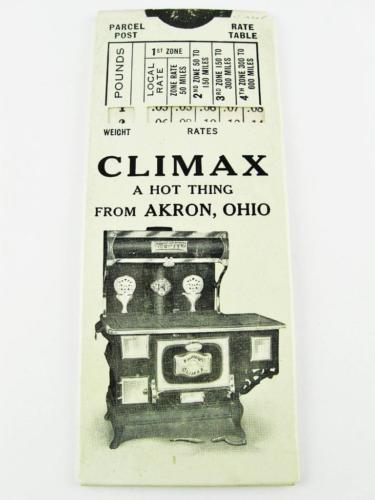 PARCEL POST
RATE TABLE
POUNDS
1ST ZONE
LOCAL RATE
ZONE RATE 50 MILES
2ND ZONE 50 TO 150 MILES
3RD ZONE 150 TO 300 MILES
4TH ZONE 300 TO 600 MILES
WEIGHT RATES
CLIMAX
A HOT THING
FROM AKRON, OHIO
CLIMAX